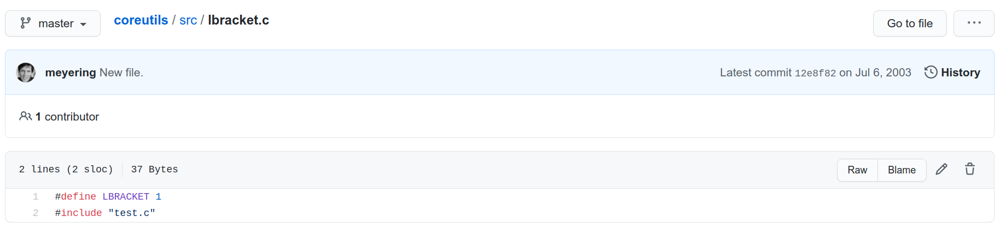 master
coreutils / src / lbracket.c
Go to file
...
meyering New file.
Latest commit 12e8f82 on Jul 6, 2003
History
1 contributor
2 lines (2 sloc)
37 Bytes
Raw
Blame
1 #define LBRACKET 1
2 #include "test.c"